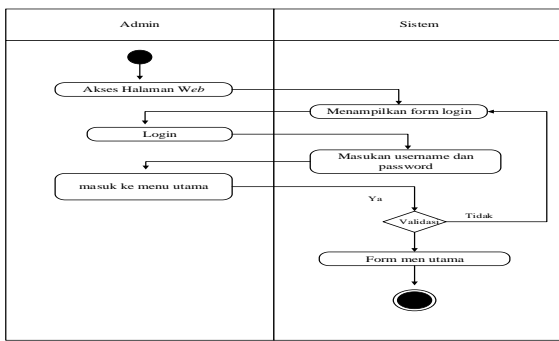 Admin
Sistem
Akses Halaman Web
Menampilkan form login
Login
Masukan username dan
password
masuk ke menu utama
Ya
Validasi
Tidak
Form men utama